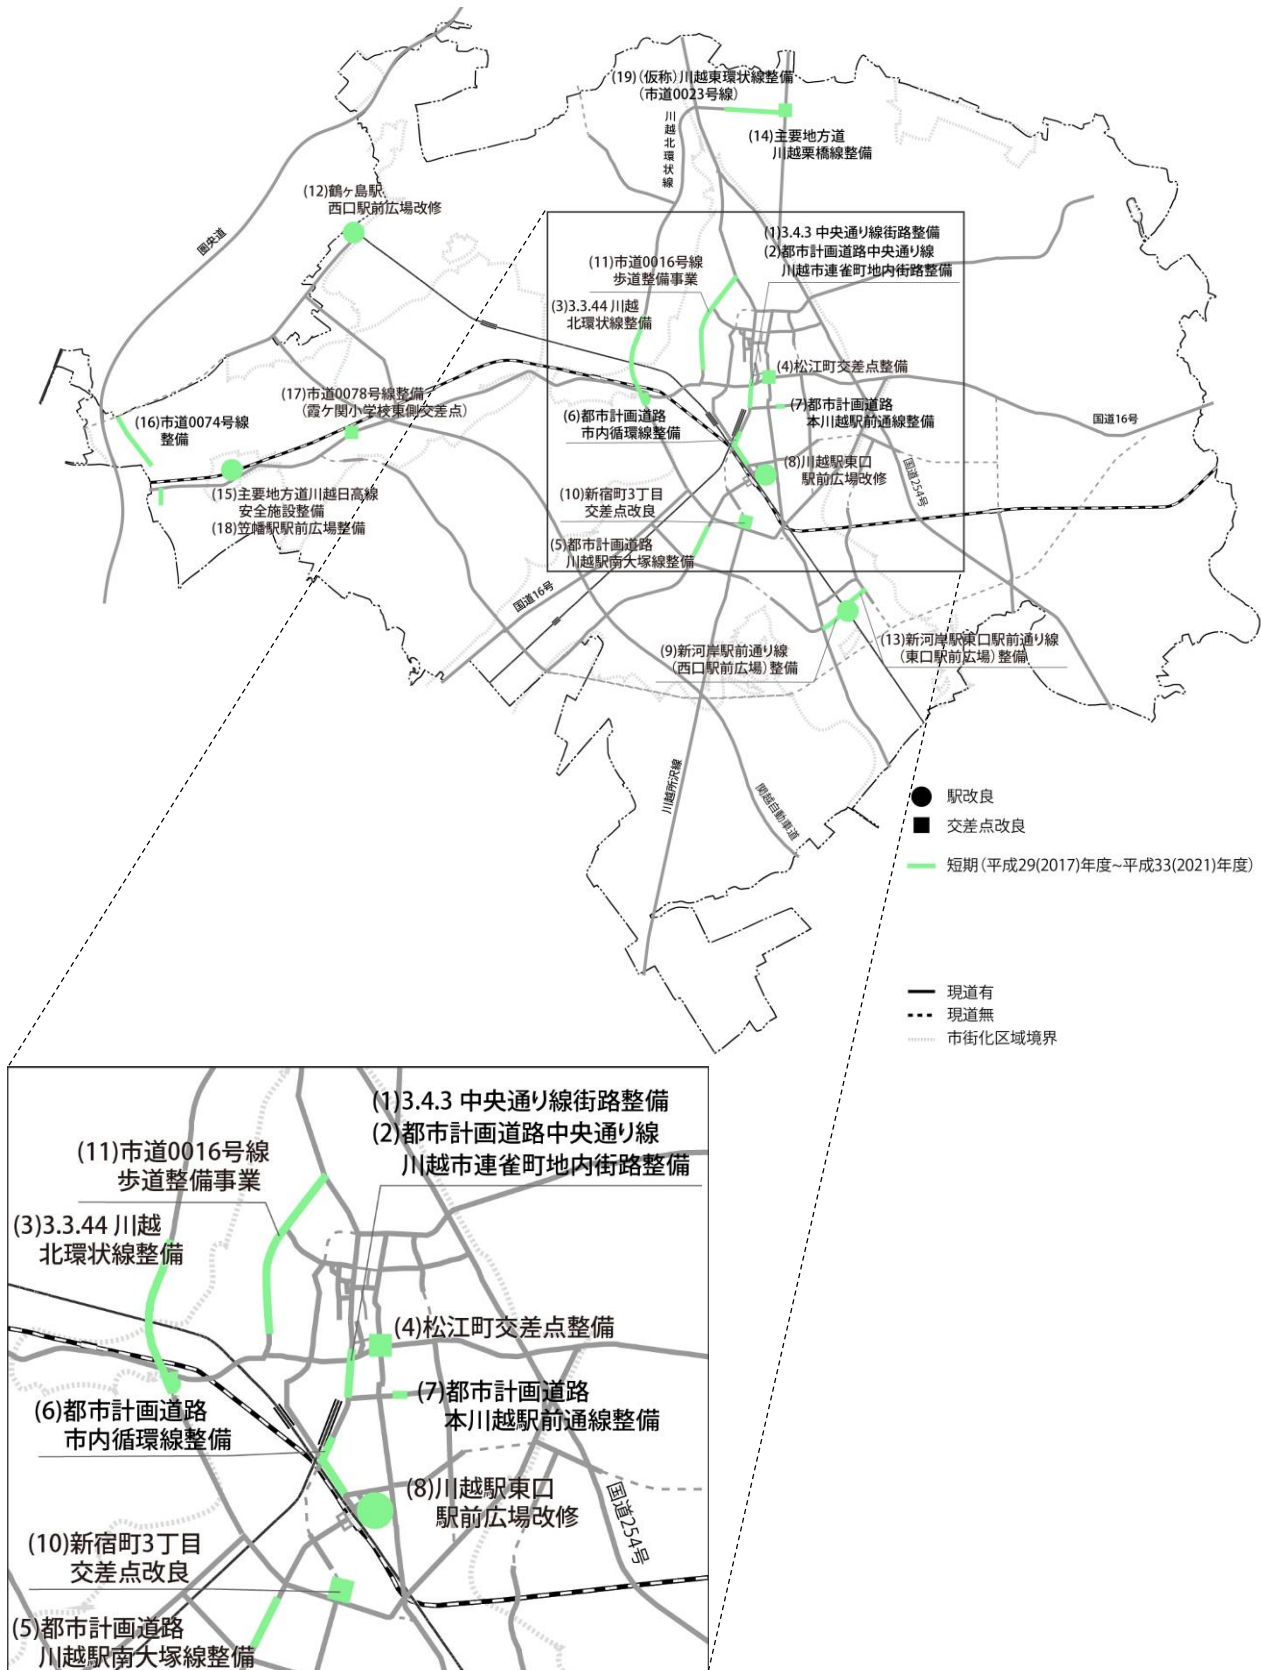 (19)(仮称)川越東環状線整備
(市道0023号線)
川越北環状線
(14)主要地方道
川越栗橋線整備
(12)鶴ヶ島駅
西口駅前広場改修
圏央道
(1)3.4.3 中央通り線街路整備
(2)都市計画道路中央通り線
川越市連雀町地内街路整備
(11)市道0016号線
歩道整備事業
(3)3.3.44 川越
北環状線整備
(4)松江町交差点整備
(17)市道0078号線整備
(霞ケ関小学校東側交差点)
(16)市道0074号線
整備
(6)都市計画道路
市内循環線整備
(7)都市計画道路
本川越駅前通線整備
国道16号
(8)川越駅東口
駅前広場改修
国道254号
(15)主要地方道川越日高線
安全施設整備
(18)笠幡駅駅前広場整備
(10)新宿町3丁目
交差点改良
(5)都市計画道路
川越駅南大塚線整備
国道16号
(9)新河岸駅前通り線
(西口駅前広場)整備
(13)新河岸駅東口駅前通り線
(東口駅前広場)整備
川越所沢線
関越自動車道
駅改良
交差点改良
短期(平成29(2017)年度~平成33(2021)年度)
現道有
現道無
市街化区域境界
(1)3.4.3 中央通り線街路整備
(2)都市計画道路中央通り線
川越市連雀町地内街路整備
(11)市道0016号線
歩道整備事業
(3)3.3.44 川越
北環状線整備
(4)松江町交差点整備
(7)都市計画道路
本川越駅前通線整備
(6)都市計画道路
市内循環線整備
(8)川越駅東口
駅前広場改修
国道254号
(10)新宿町3丁目
交差点改良
(5)都市計画道路
川越駅南大塚線整備